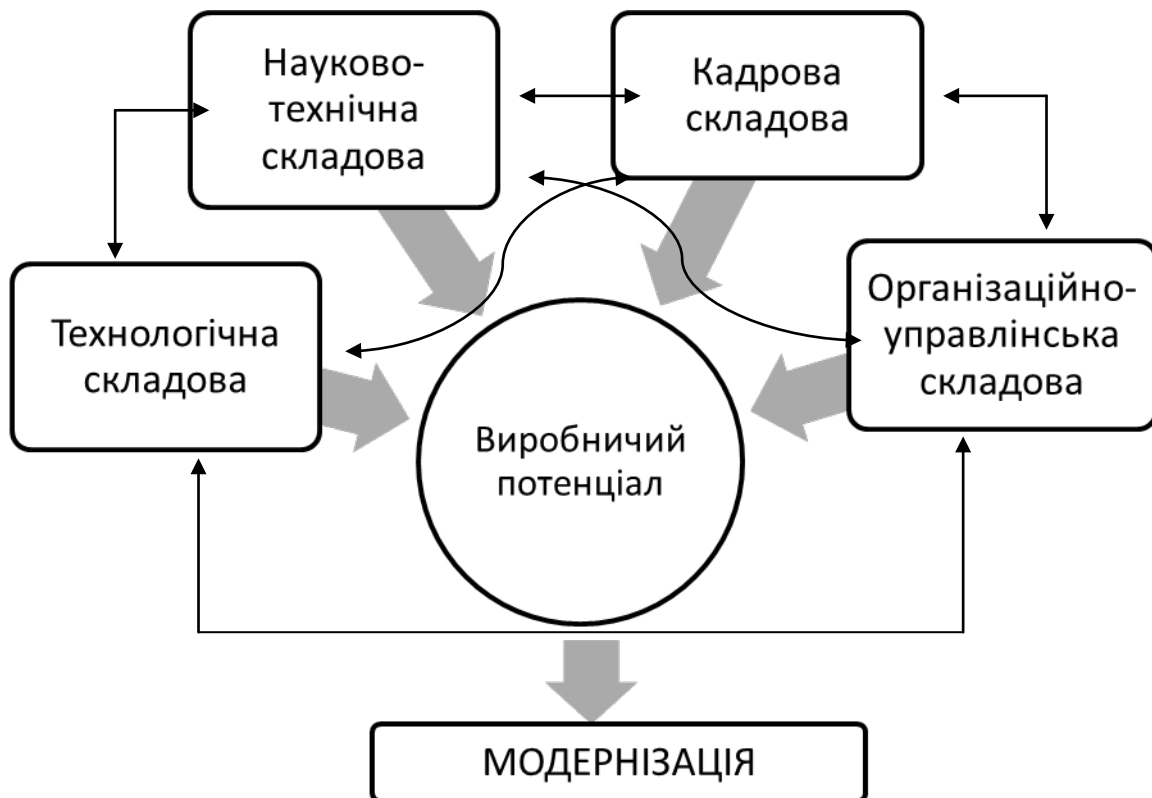 Науково-
технічна
складова
Кадрова
складова
Технологічна
складова
Організаційно-
управлінська
складова
Виробничий
потенціал
МОДЕРНІЗАЦІЯ